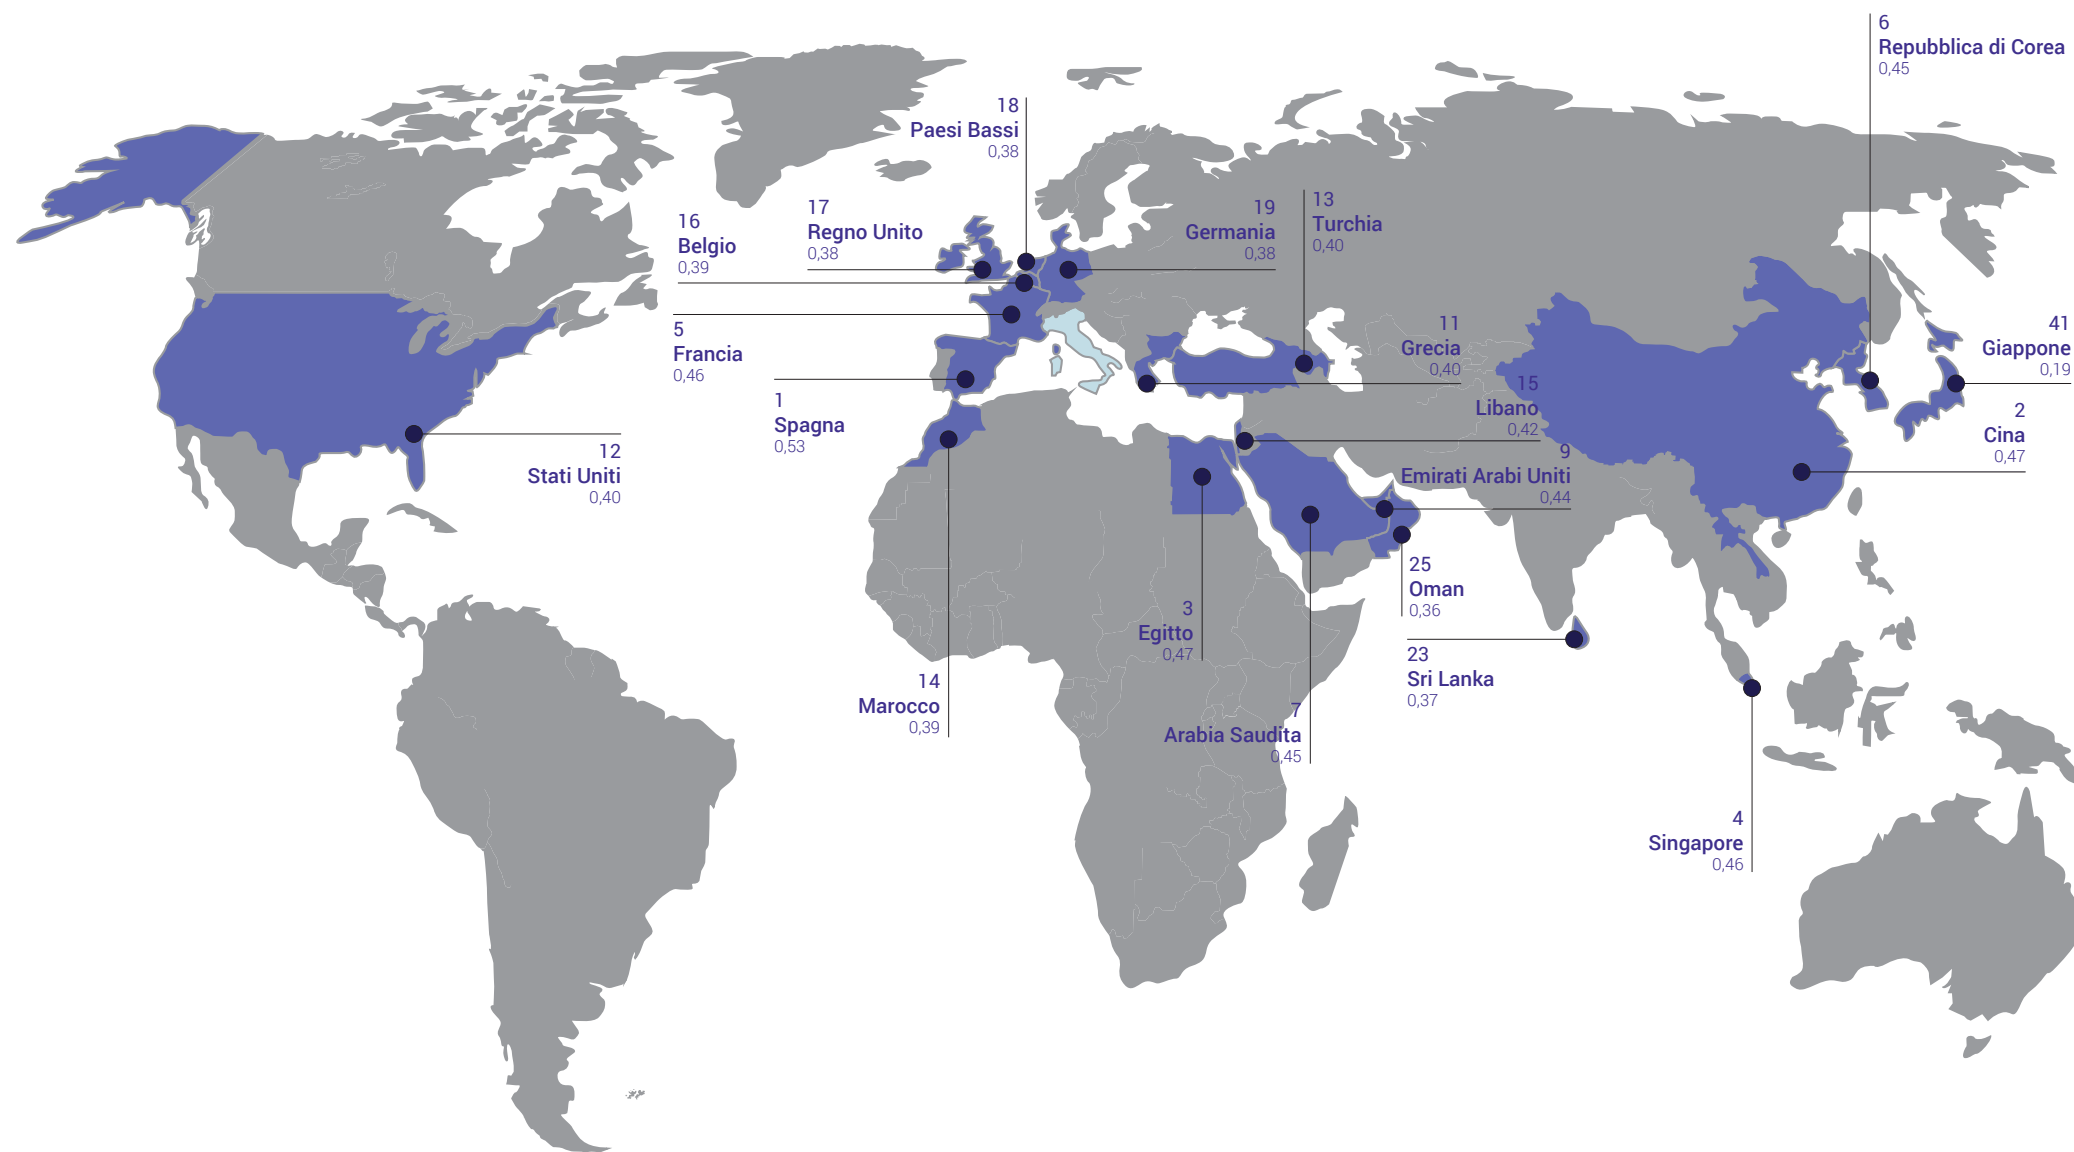 6
Repubblica di Corea
0,45
18
Paesi Bassi
0,38
13
Turchia
0,40
19
Germania
0,38
17
Regno Unito
0,38
16
Belgio
0,39
5
Francia
0,46
11
Grecia
0,40
41
Giappone
0,19
15
Libano
0,42
1
Spagna
0,53
2
Cina
0,47
12
Stati Uniti
0,40
9
Emirati Arabi Uniti
0,44
25
Oman
0,36
3
Egitto
0,47
23
Sri Lanka
0,37
14
Marocco
0,39
7
Arabia Saudita
0,45
4
Singapore
0,46